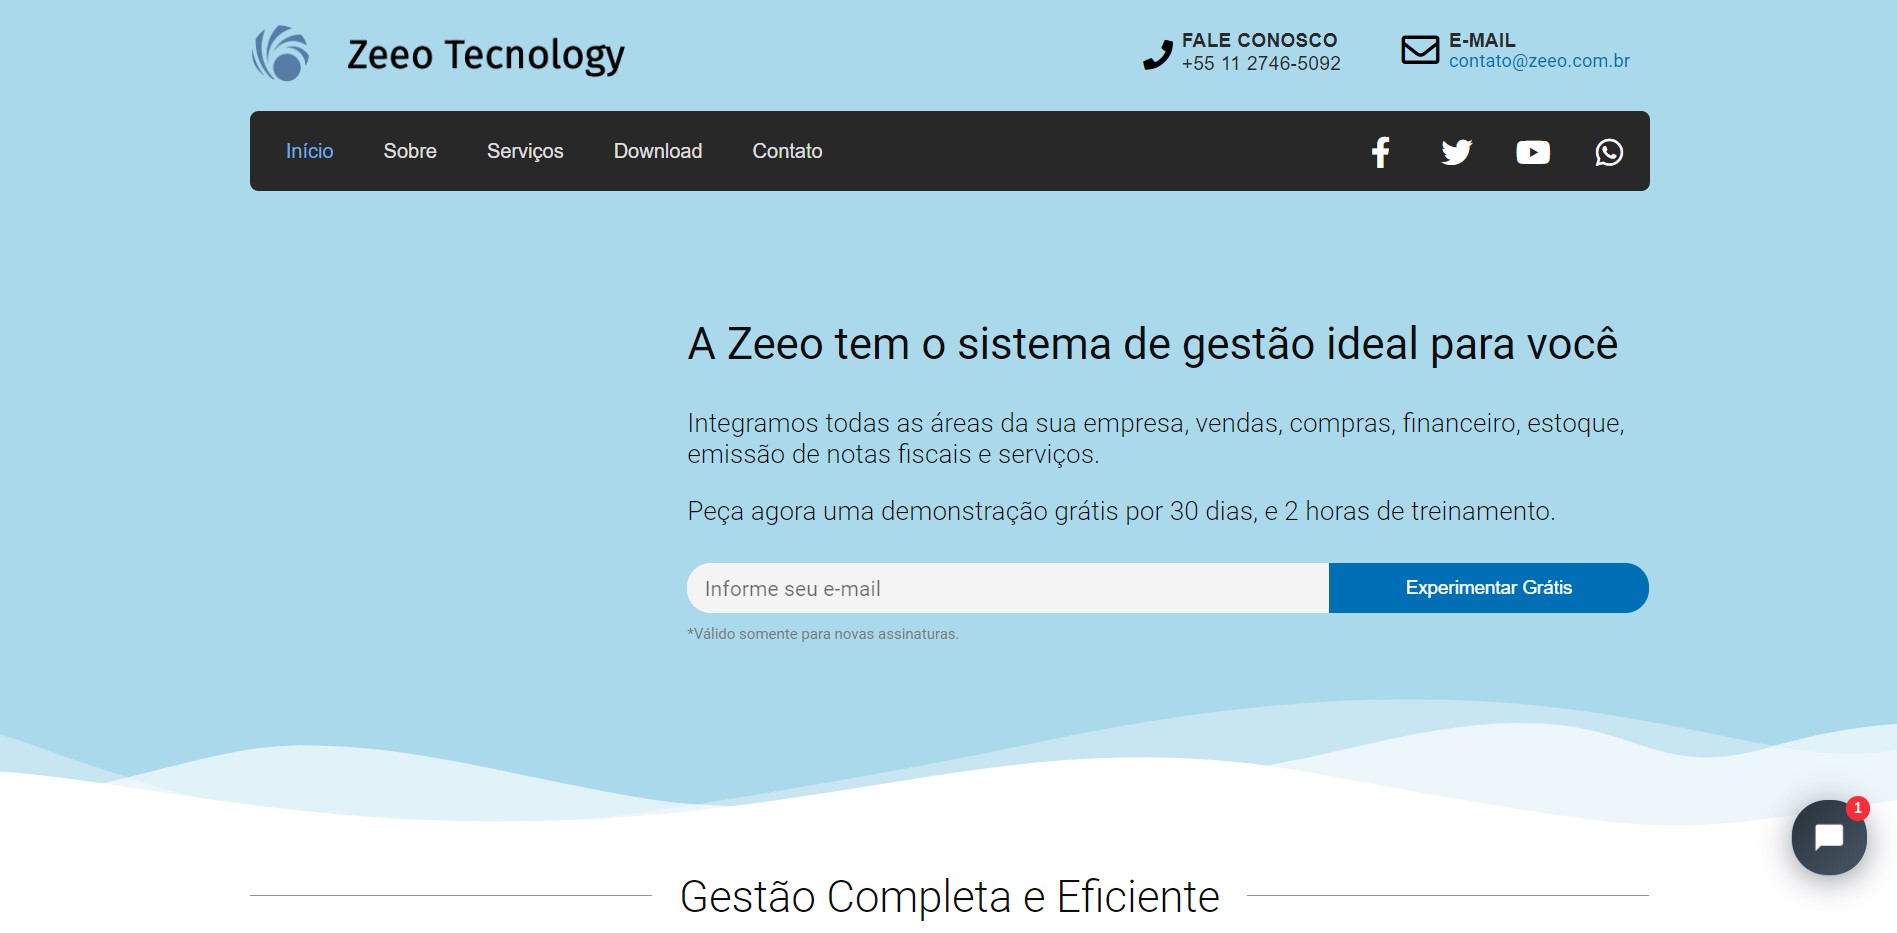 Zeeo Tecnology
FALE CONOSCO
+55 11 2746-5092
E-MAIL
contato@zeeo.com.br
Início
Sobre
Serviços
Download
Contato
A Zeeo tem o sistema de gestão ideal para você
Integramos todas as áreas da sua empresa, vendas, compras, financeiro, estoque,
emissão de notas fiscais e serviços.
Peça agora uma demonstração grátis por 30 dias, e 2 horas de treinamento.
Informe seu e-mail
Experimentar Grátis
*Válido somente para novas assinaturas.
1
Gestão Completa e Eficiente